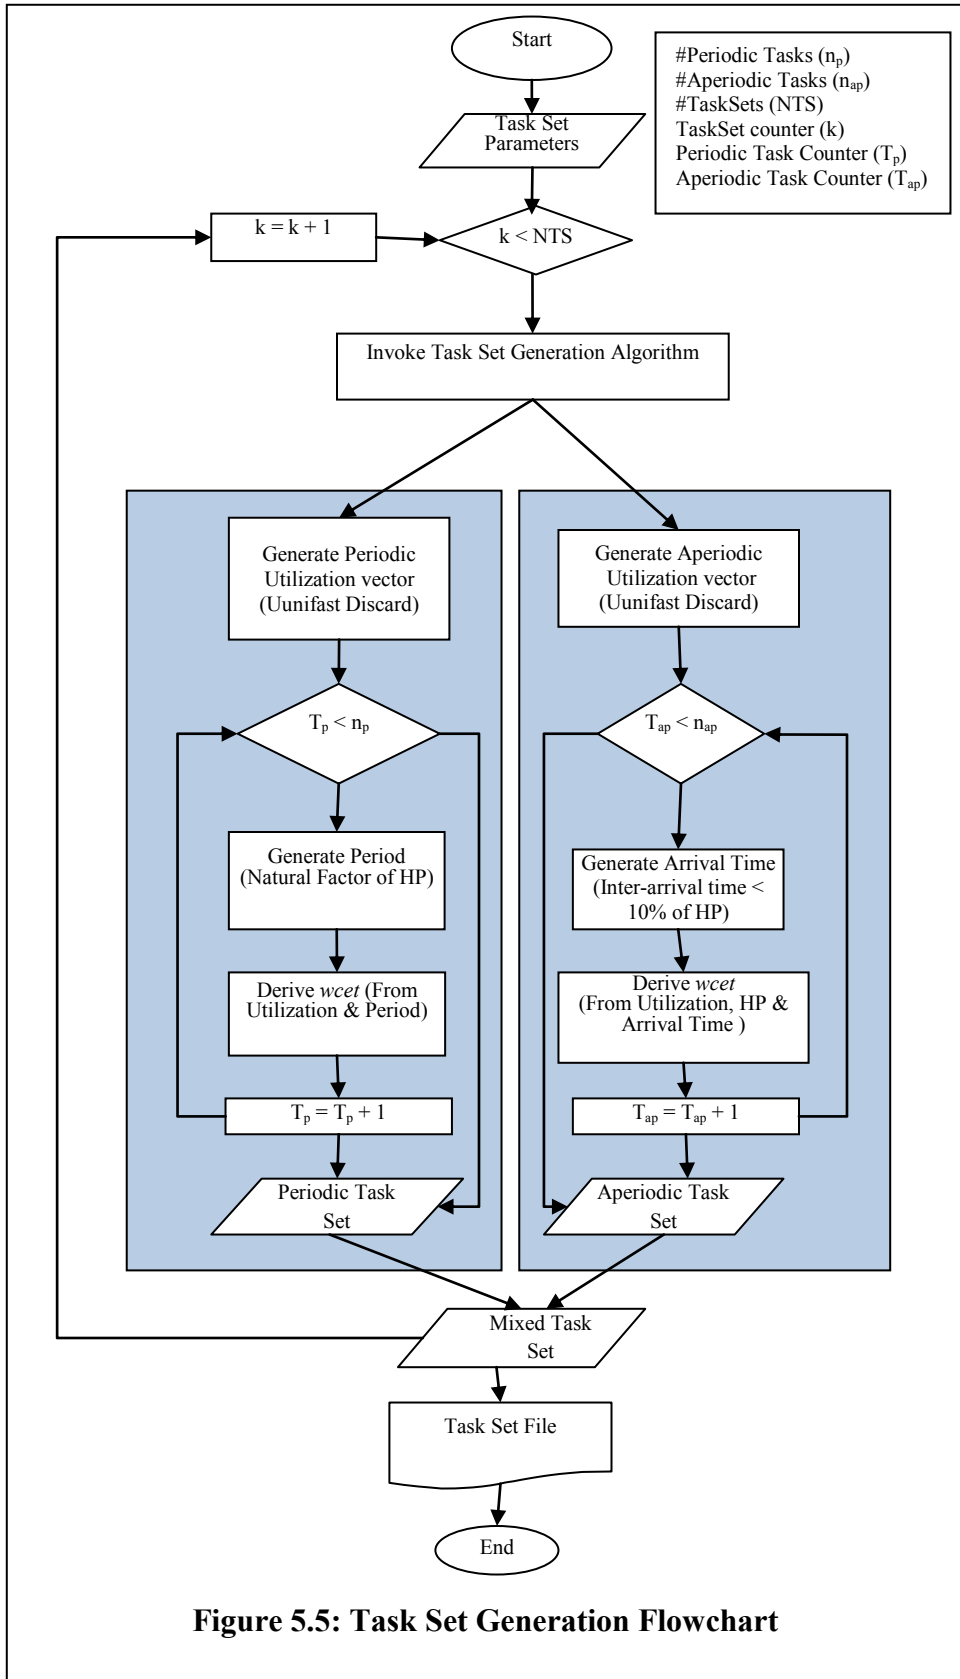 Start
#Periodic Tasks (np)
#Aperiodic Tasks (nap)
#TaskSets (NTS)
TaskSet counter (k)
Periodic Task Counter (Tp)
Aperiodic Task Counter (Tap)
Task Set
Parameters
k = k + 1
k < NTS
Invoke Task Set Generation Algorithm
Generate Periodic
Utilization vector
(Uunifast Discard)
Tp < np
Generate Period
(Natural Factor of HP)
Derive wcet (From
Utilization & Period)
Tp = Tp + 1
Periodic Task
Set
Generate Aperiodic
Utilization vector
(Uunifast Discard)
Tap < nap
Generate Arrival Time
(Inter-arrival time <
10% of HP)
Derive wcet
(From Utilization, HP &
Arrival Time )
Tap = Tap + 1
Aperiodic Task
Set
Mixed Task
Set
Task Set File
End
Figure 5.5: Task Set Generation Flowchart